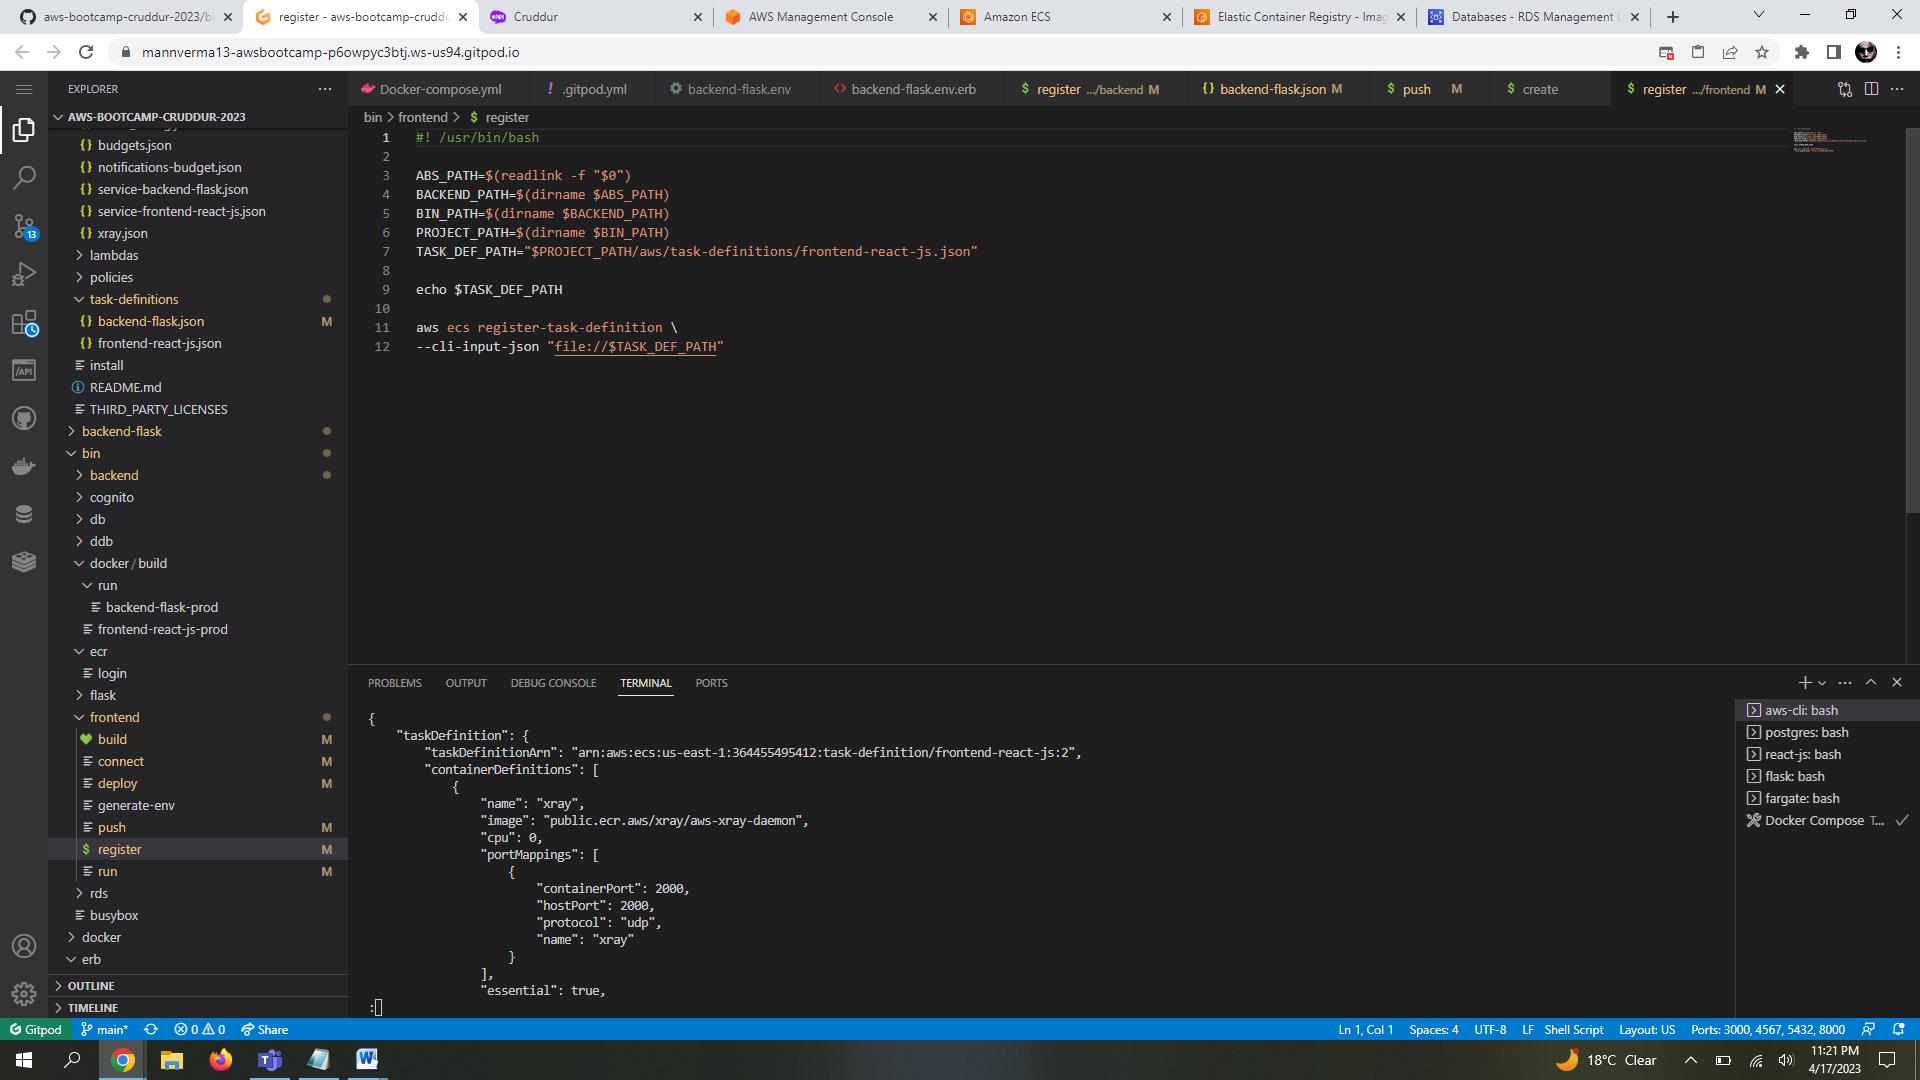 aws-bootcamp-cruddur-2023/bi
register - aws-bootcamp-cruddu
Cruddur
AWS Management Console
Amazon ECS
Elastic Container Registry - Imag
Databases - RDS Management C
mannverma13-awsbootcamp-p6owpyc3btj.ws-us94.gitpod.io
EXPLORER
AWS-BOOTCAMP-CRUDDUR-2023
budgets.json
notifications-budget.json
service-backend-flask.json
service-frontend-react-js.json
xray.json
lambdas
policies
task-definitions
backend-flask.json M
frontend-react-js.json
install
README.md
THIRD_PARTY_LICENSES
backend-flask
bin
backend
cognito
db
ddb
docker/build
run
backend-flask-prod
frontend-react-js-prod
ecr
login
flask
frontend
build M
connect M
deploy M
generate-env
push M
register M
run M
rds
busybox
docker
erb
OUTLINE
TIMELINE
Docker-compose.yml
.gitpod.yml
backend-flask.env
backend-flask.env.erb
register .../backend M
backend-flask.json M
push M
create
register .../frontend M
bin > frontend > $ register
1 #! /usr/bin/bash
2
3 ABS_PATH=$(readlink -f "$0")
4 BACKEND_PATH=$(dirname $ABS_PATH)
5 BIN_PATH=$(dirname $BACKEND_PATH)
6 PROJECT_PATH=$(dirname $BIN_PATH)
7 TASK_DEF_PATH="$PROJECT_PATH/aws/task-definitions/frontend-react-js.json"
8
9 echo $TASK_DEF_PATH
10
11 aws ecs register-task-definition \
12 --cli-input-json "file://$TASK_DEF_PATH"
PROBLEMS OUTPUT DEBUG CONSOLE TERMINAL PORTS
{
"taskDefinition": {
"taskDefinitionArn": "arn:aws:ecs:us-east-1:364455495412:task-definition/frontend-react-js:2",
"containerDefinitions": [
{
"name": "xray",
"image": "public.ecr.aws/xray/aws-xray-daemon",
"cpu": 0,
"portMappings": [
{
"containerPort": 2000,
"hostPort": 2000,
"protocol": "udp",
"name": "xray"
}
],
"essential": true,
:
aws-cli: bash
postgres: bash
react-js: bash
flask: bash
fargate: bash
Docker Compose T...
13
/API
Gitpod main* 0 0 Share
Ln 1, Col 1 Spaces: 4 UTF-8 LF Shell Script Layout: US Ports: 3000, 4567, 5432, 8000
18°C Clear
11:21 PM
4/17/2023